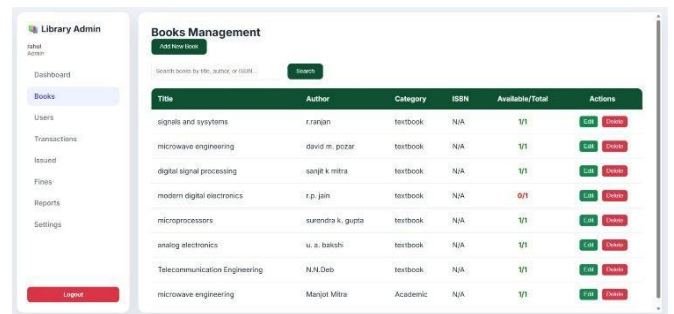 Library Admin
rahul
Admin
Dashboard
Books
Users
Transactions
Issued
Fines
Reports
Settings
Logout
Books Management
Add New Book
Search books by title, author, or ISBN...
Search
Title Author Category ISBN Available/Total Actions
signals and sysytems r.ranjan textbook N/A 1/1 Edit Delete
microwave engineering david m. pozar textbook N/A 1/1 Edit Delete
digital signal processing sanjit k mitra textbook N/A 1/1 Edit Delete
modern digital electronics r.p. jain textbook N/A 0/1 Edit Delete
microprocessors surendra k. gupta textbook N/A 1/1 Edit Delete
analog electronics u. a. bakshi textbook N/A 1/1 Edit Delete
Telecommunication Engineering N.N.Deb textbook N/A 1/1 Edit Delete
microwave engineering Manjot Mitra Academic N/A 1/1 Edit Delete